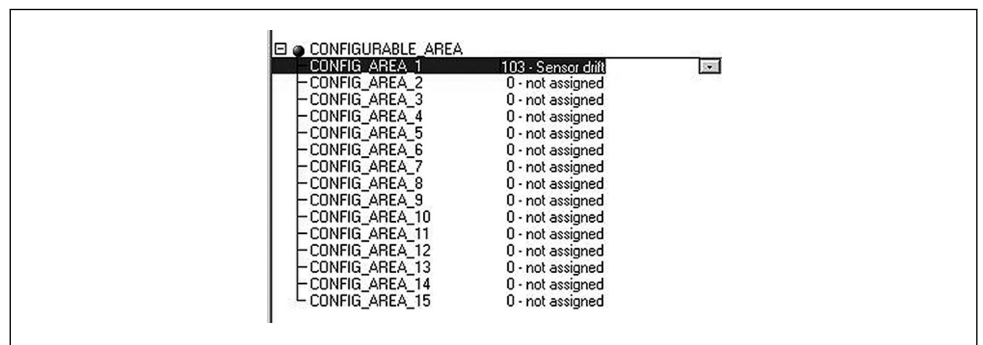 CONFIGURABLE_AREA
CONFIG_AREA_1 103 - Sensor drift
CONFIG_AREA_2 0 - not assigned
CONFIG_AREA_3 0 - not assigned
CONFIG_AREA_4 0 - not assigned
CONFIG_AREA_5 0 - not assigned
CONFIG_AREA_6 0 - not assigned
CONFIG_AREA_7 0 - not assigned
CONFIG_AREA_8 0 - not assigned
CONFIG_AREA_9 0 - not assigned
CONFIG_AREA_10 0 - not assigned
CONFIG_AREA_11 0 - not assigned
CONFIG_AREA_12 0 - not assigned
CONFIG_AREA_13 0 - not assigned
CONFIG_AREA_14 0 - not assigned
CONFIG_AREA_15 0 - not assigned